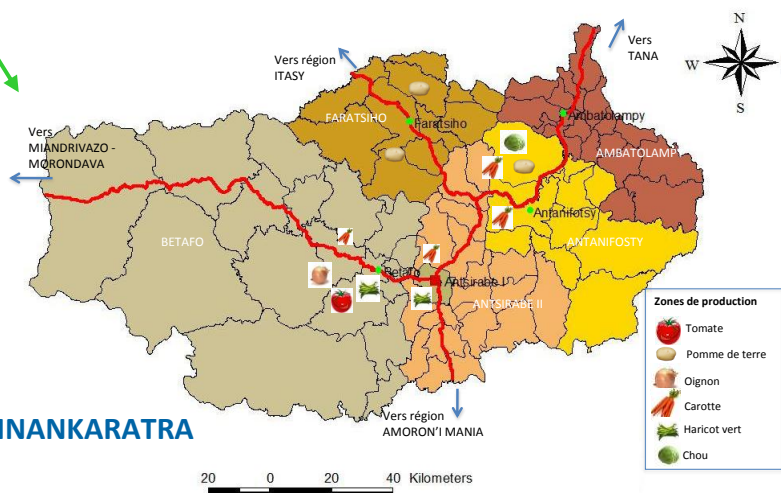 N
W
S
Vers
TANA
Vers région
ITASY
FARATSIHO
Faratsiho
Ambatolampy
AMBATOLAMPY
Vers
MIANDRIVAZO -
MORONDAVA
Antanifotsy
ANTANIFOSTY
BETAFO
Betafo
Antsirabe I
ANTSIRABE II
Zones de production
Tomate
Pomme de terre
Oignon
Carotte
Haricot vert
Chou
Vers région
AMORON'I MANIA
INANKARATRA
20 0 20 40 Kilometers